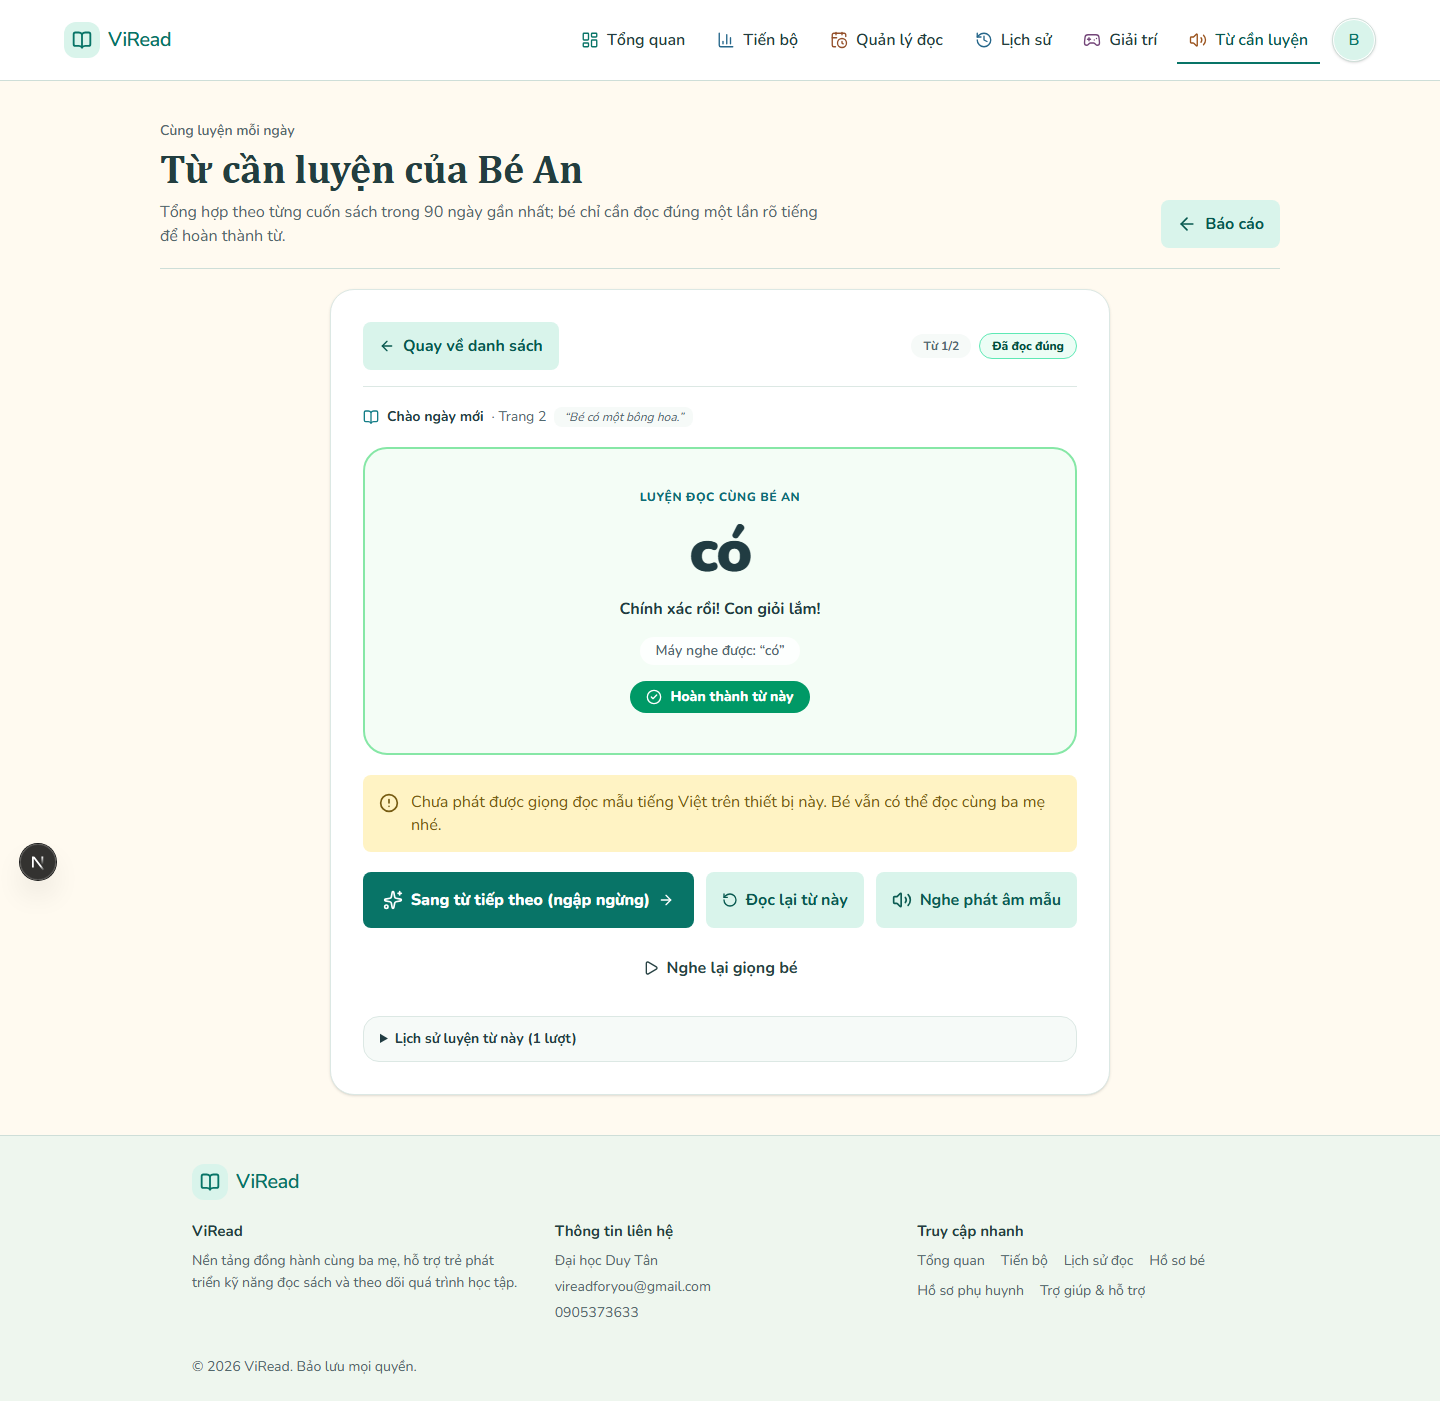 ViRead
Tổng quan
Tiến bộ
Quản lý đọc
Lịch sử
Giải trí
Từ cần luyện
B
Cùng luyện mỗi ngày
Từ cần luyện của Bé An
Tổng hợp theo từng cuốn sách trong 90 ngày gần nhất; bé chỉ cần đọc đúng một lần rõ tiếng
để hoàn thành từ.
Báo cáo
Quay về danh sách
Từ 1/2
Đã đọc đúng
Chào ngày mới · Trang 2 “Bé có một bông hoa.”
LUYỆN ĐỌC CÙNG BÉ AN
có
Chính xác rồi! Con giỏi lắm!
Máy nghe được: “có”
Hoàn thành từ này
Chưa phát được giọng đọc mẫu tiếng Việt trên thiết bị này. Bé vẫn có thể đọc cùng ba mẹ
nhé.
Sang từ tiếp theo (ngập ngừng)
Đọc lại từ này
Nghe phát âm mẫu
Nghe lại giọng bé
Lịch sử luyện từ này (1 lượt)
N
ViRead
ViRead
Nền tảng đồng hành cùng ba mẹ, hỗ trợ trẻ phát
triển kỹ năng đọc sách và theo dõi quá trình học tập.
Thông tin liên hệ
Đại học Duy Tân
vireadforyou@gmail.com
0905373633
Truy cập nhanh
Tổng quan Tiến bộ Lịch sử đọc Hồ sơ bé
Hồ sơ phụ huynh Trợ giúp & hỗ trợ
© 2026 ViRead. Bảo lưu mọi quyền.